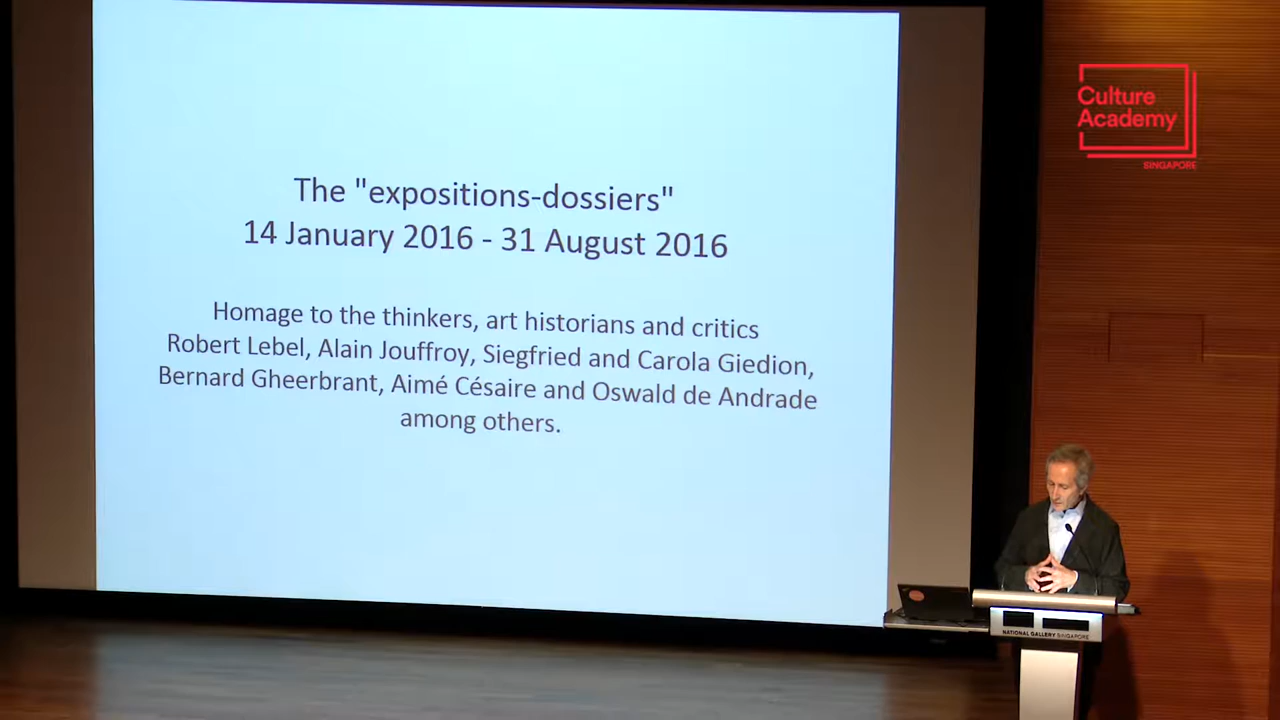 The "expositions-dossiers"
14 January 2016 - 31 August 2016
Homage to the thinkers, art historians and critics
Robert Lebel, Alain Jouffroy, Siegfried and Carola Giedion,
Bernard Gheerbrant, Aimé Césaire and Oswald de Andrade
among others.
Culture
Academy
SINGAPORE
NATIONAL GALLERY SINGAPORE